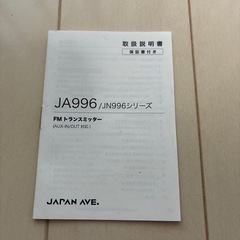 取扱説明書
保証書付き
JA996/JN996シリーズ
FMトランスミッター
(AUX-IN/OUT対応)
JAPAN AVE.